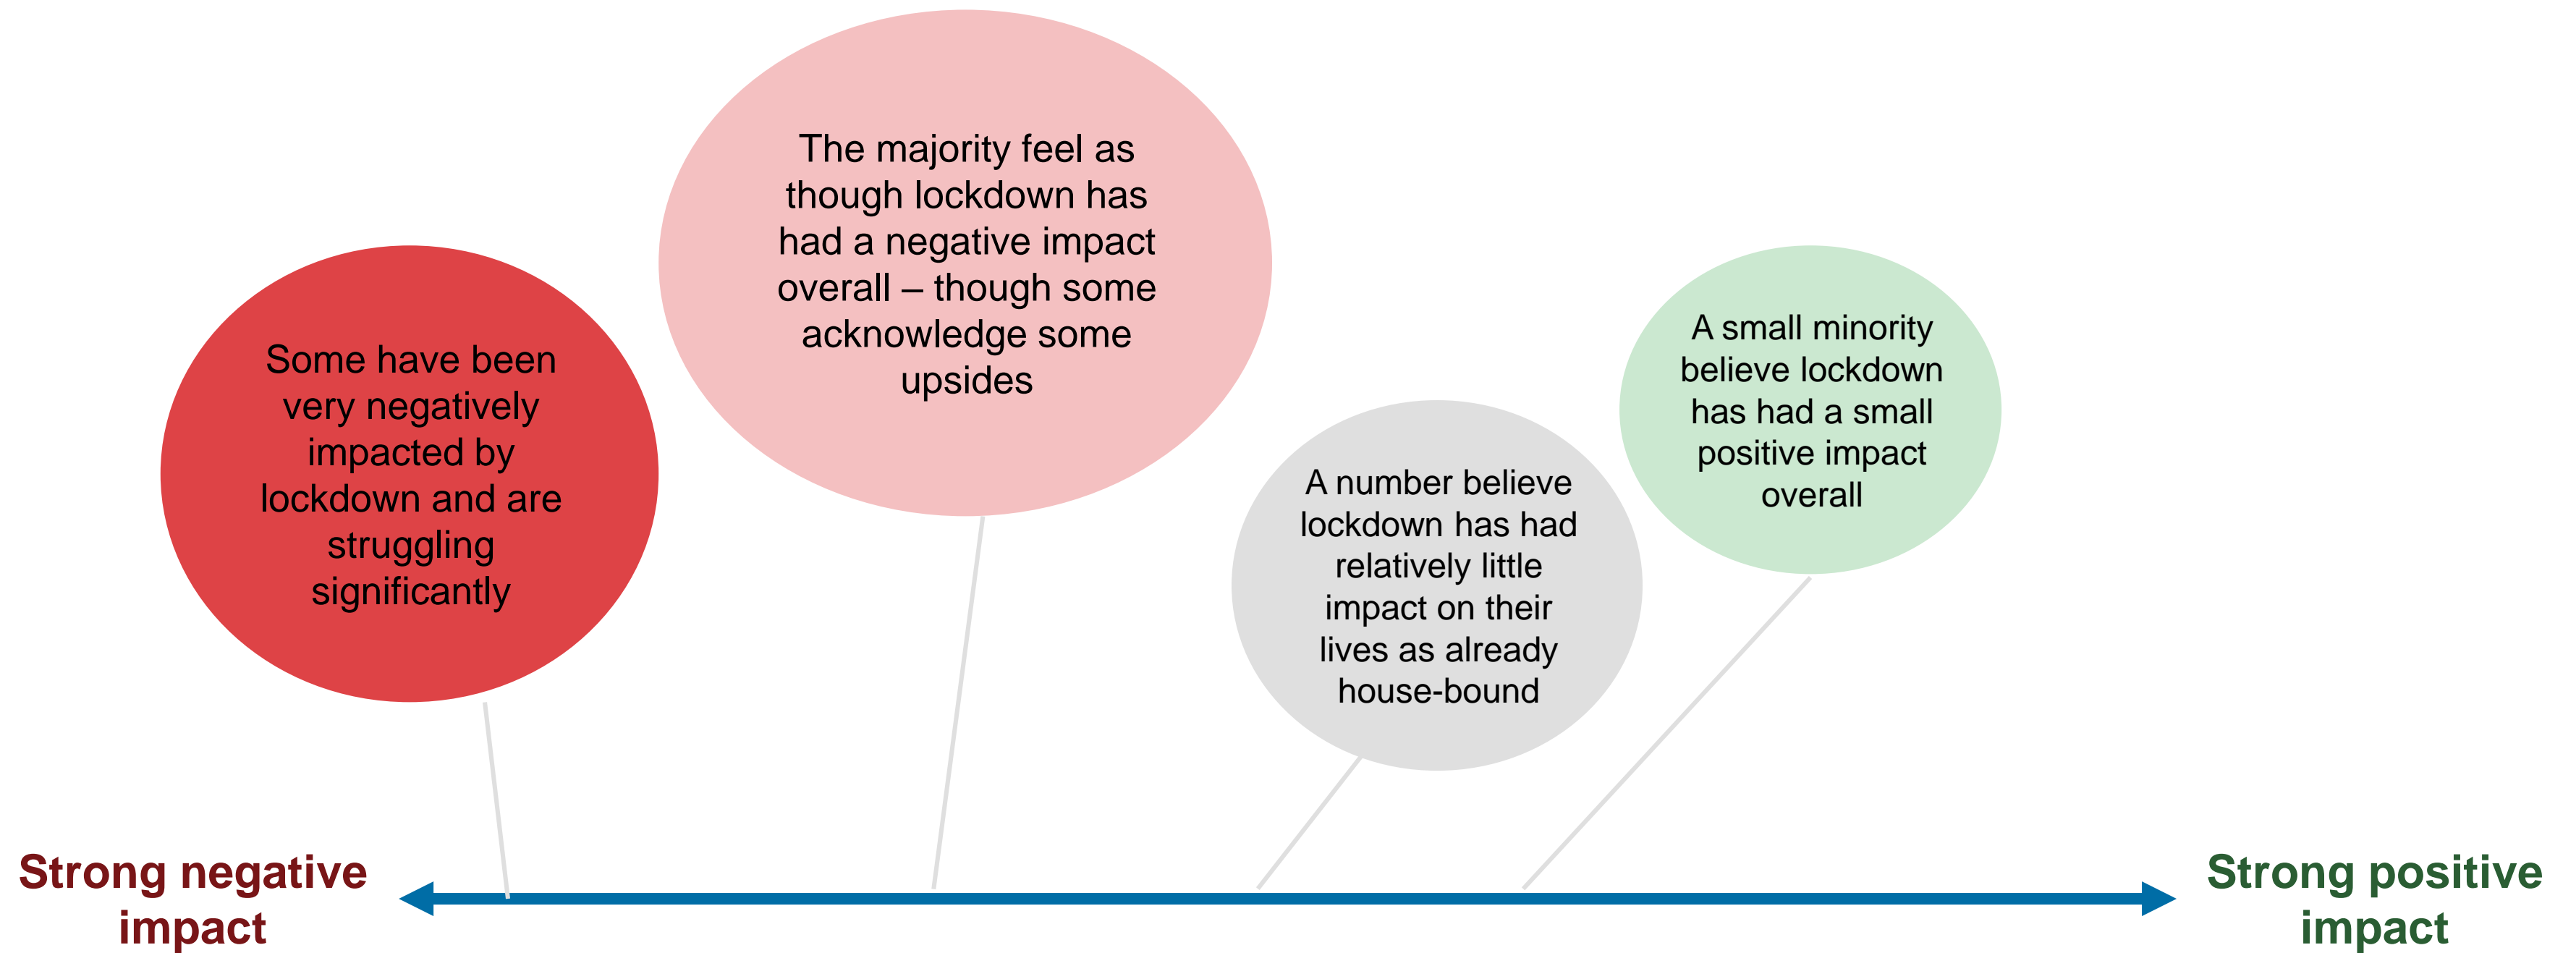 Some have been
very negatively
impacted by
lockdown and are
struggling
significantly
The majority feel as
though lockdown has
had a negative impact
overall – though some
acknowledge some
upsides
A number believe
lockdown has had
relatively little
impact on their
lives as already
house-bound
A small minority
believe lockdown
has had a small
positive impact
overall
Strong negative
impact
Strong positive
impact